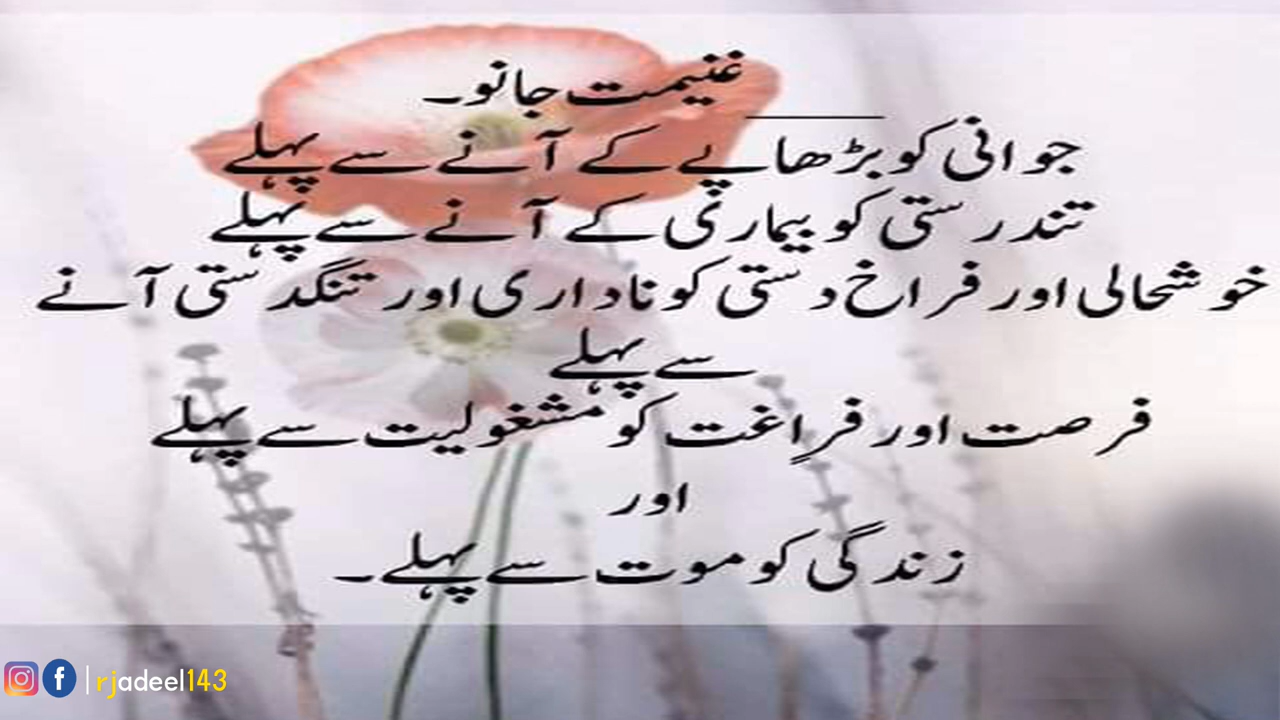 غنیمت جانو۔
جوانی کو بڑھاپے کے آنے سے پہلے
تندرستی کو بیماری کے آنے سے پہلے
خوشحالی اور فراخ دستی کو ناداری اور تنگدستی آنے
سے پہلے
فرصت اور فراغت کو مشغولیت سے پہلے
اور
زندگی کو موت سے پہلے۔
rjadeel143